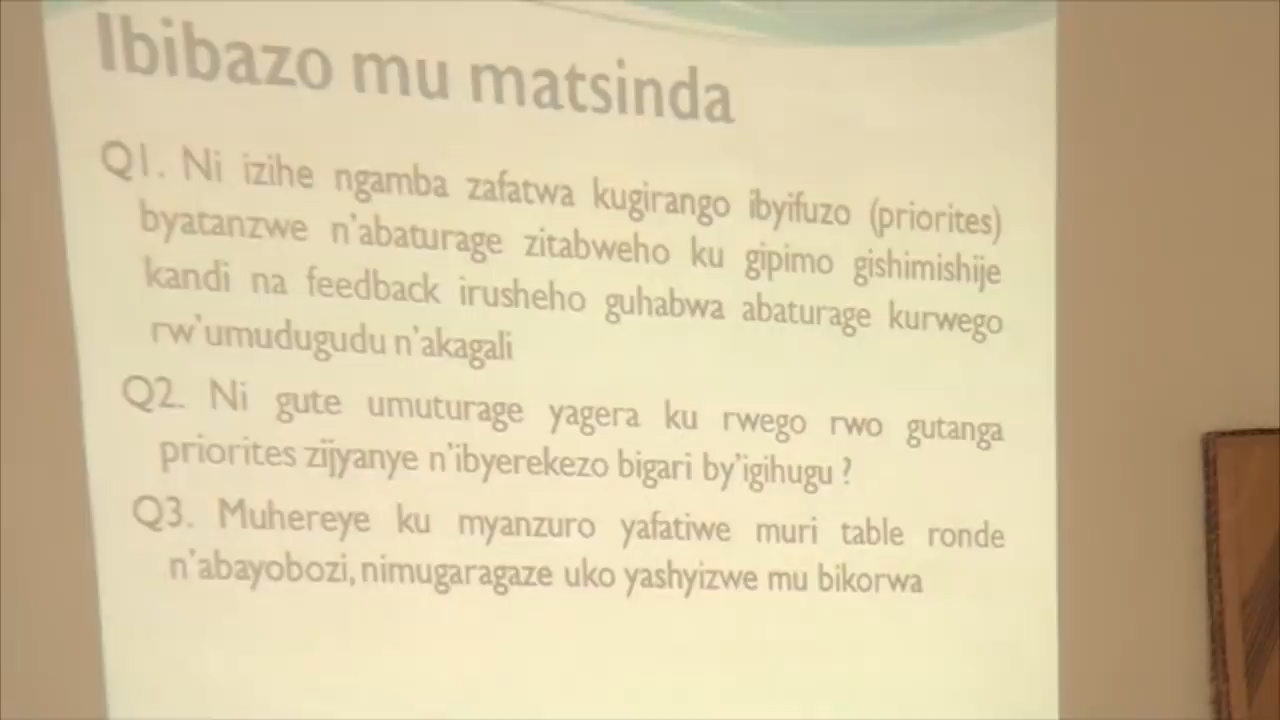 Ibibazo mu matsinda
Q1. Ni izihe ngamba zafatwa kugirango ibyifuzo (priorites)
byatanzwe n'abaturage zitabweho ku gipimo gishimishije
kandi na feedback irusheho guhabwa abaturage kurwego
rw'umudugudu n'akagali
Q2. Ni gute umuturage yagera ku rwego rwo gutanga
priorites zijyanye n'ibyerekezo bigari by'igihugu ?
Q3. Muhereye ku myanzuro yafatiwe muri table ronde
n'abayobozi, nimugaragaze uko yashyizwe mu bikorwa